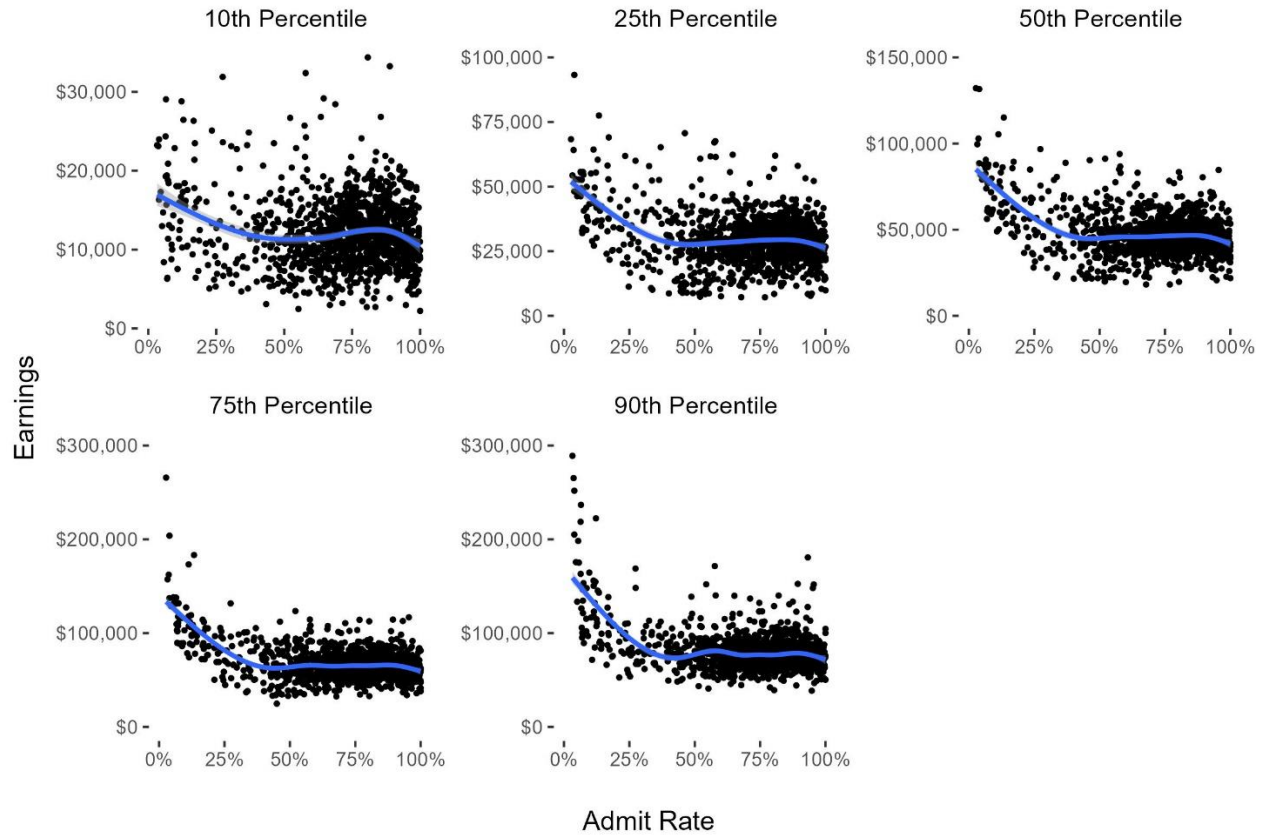 10th Percentile
25th Percentile
50th Percentile
$30,000
$20,000
$10,000
$0
0% 25% 50% 75% 100%
$100,000
$75,000
$50,000
$25,000
$0
0% 25% 50% 75% 100%
$150,000
$100,000
$50,000
$0
0% 25% 50% 75% 100%
Earnings
75th Percentile
90th Percentile
$300,000
$200,000
$100,000
$0
0% 25% 50% 75% 100%
$300,000
$200,000
$100,000
$0
0% 25% 50% 75% 100%
Admit Rate